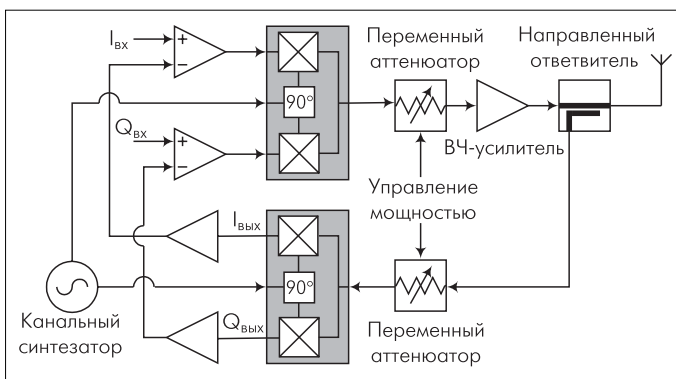 Iвх
+
−
90°
Qвх
+
−
Переменный
аттенюатор
Направленный
ответвитель
ВЧ-усилитель
Управление
мощностью
Iвых
90°
Qвых
Канальный
синтезатор
Переменный
аттенюатор